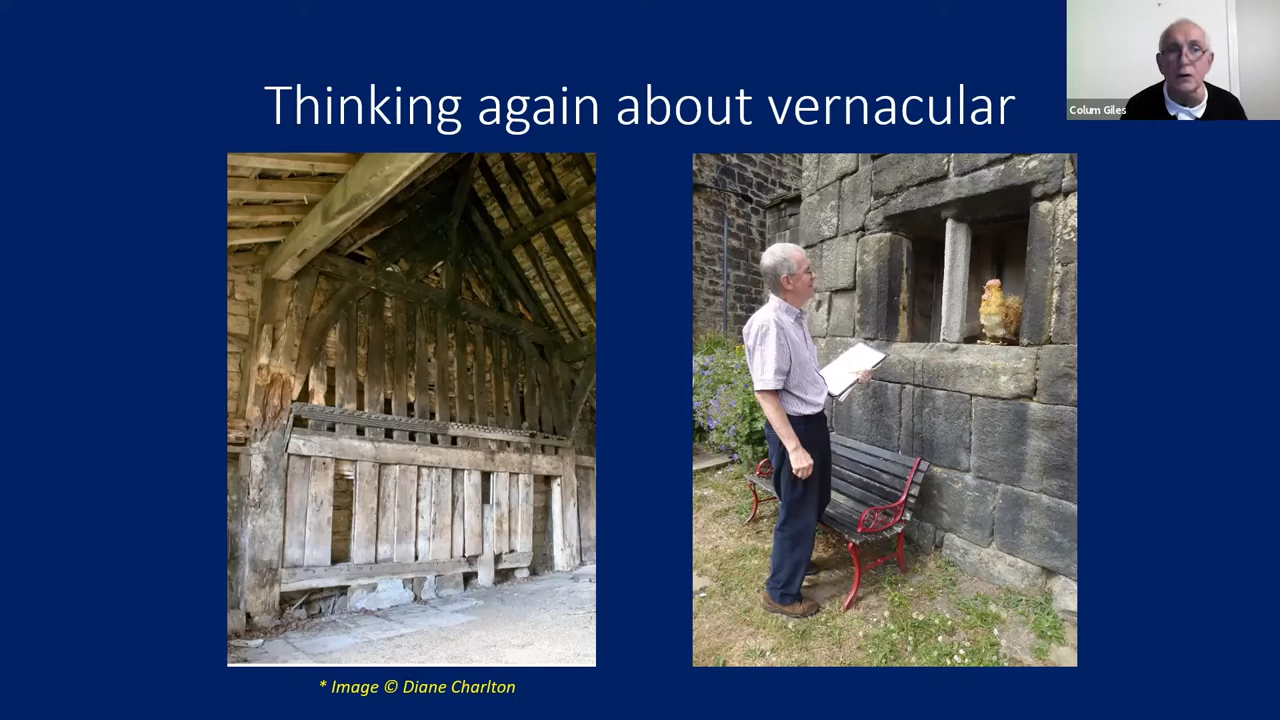 Thinking again about vernacular
Colum Giles
* Image © Diane Charlton